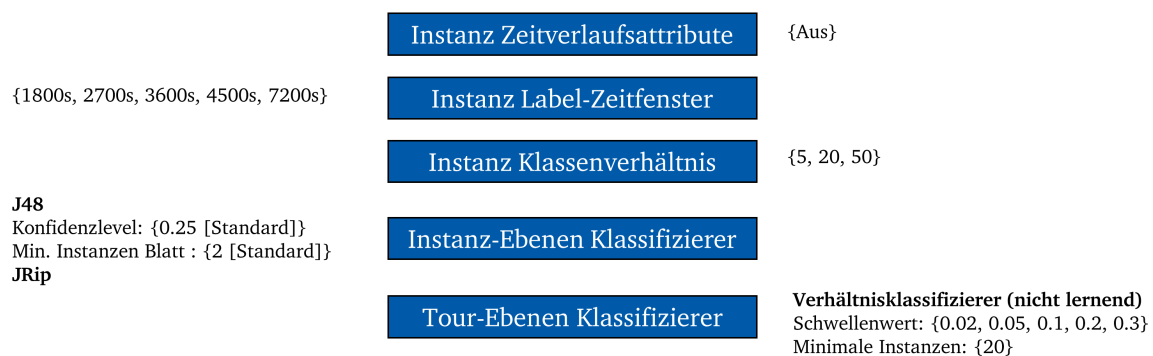 Instanz Zeitverlaufsattribute
{Aus}
{1800s, 2700s, 3600s, 4500s, 7200s}
Instanz Label-Zeitfenster
Instanz Klassenverhältnis
{5, 20, 50}
J48
Konfidenzlevel: {0.25 [Standard]}
Min. Instanzen Blatt : {2 [Standard]}
JRip
Instanz-Ebenen Klassifizierer
Tour-Ebenen Klassifizierer
Verhältnisklassifizierer (nicht lernend)
Schwellenwert: {0.02, 0.05, 0.1, 0.2, 0.3}
Minimale Instanzen: {20}